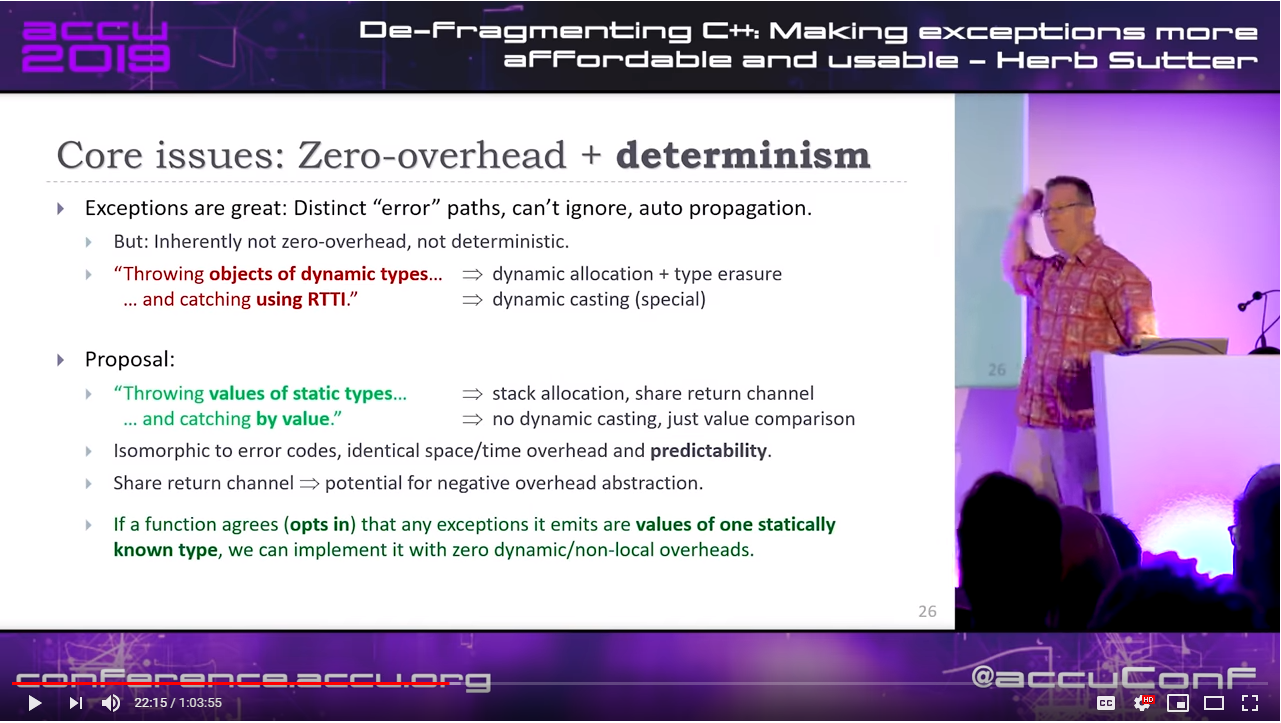 accu
2019
De-Fragmenting C++: Making exceptions more
affordable and usable - Herb Sutter
Core issues: Zero-overhead + determinism
Exceptions are great: Distinct “error” paths, can’t ignore, auto propagation.
But: Inherently not zero-overhead, not deterministic.
“Throwing objects of dynamic types… ⇒ dynamic allocation + type erasure
… and catching using RTTI.” ⇒ dynamic casting (special)
Proposal:
“Throwing values of static types… ⇒ stack allocation, share return channel
… and catching by value.” ⇒ no dynamic casting, just value comparison
Isomorphic to error codes, identical space/time overhead and predictability.
Share return channel ⇒ potential for negative overhead abstraction.
If a function agrees (opts in) that any exceptions it emits are values of one statically
known type, we can implement it with zero dynamic/non-local overheads.
26
26
conference.accu.org
@accuConf
22:15 / 1:03:55
CC
HD